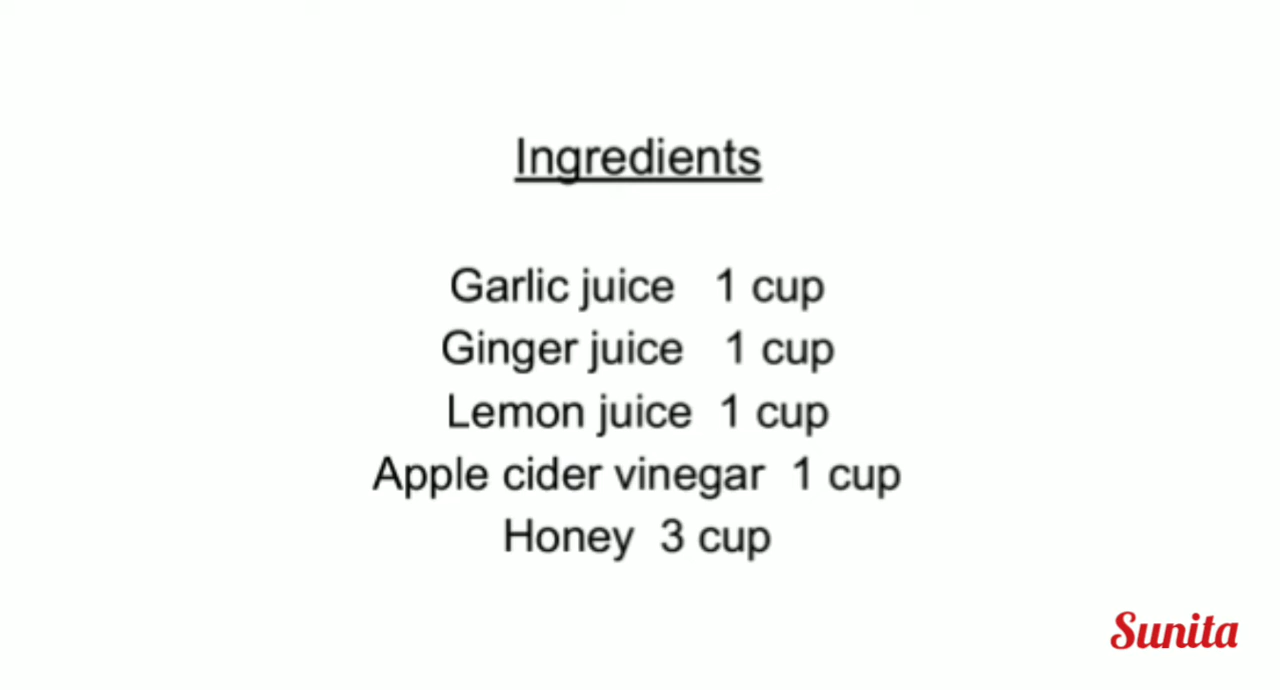 Ingredients
Garlic juice 1 cup
Ginger juice 1 cup
Lemon juice 1 cup
Apple cider vinegar 1 cup
Honey 3 cup
Sunita